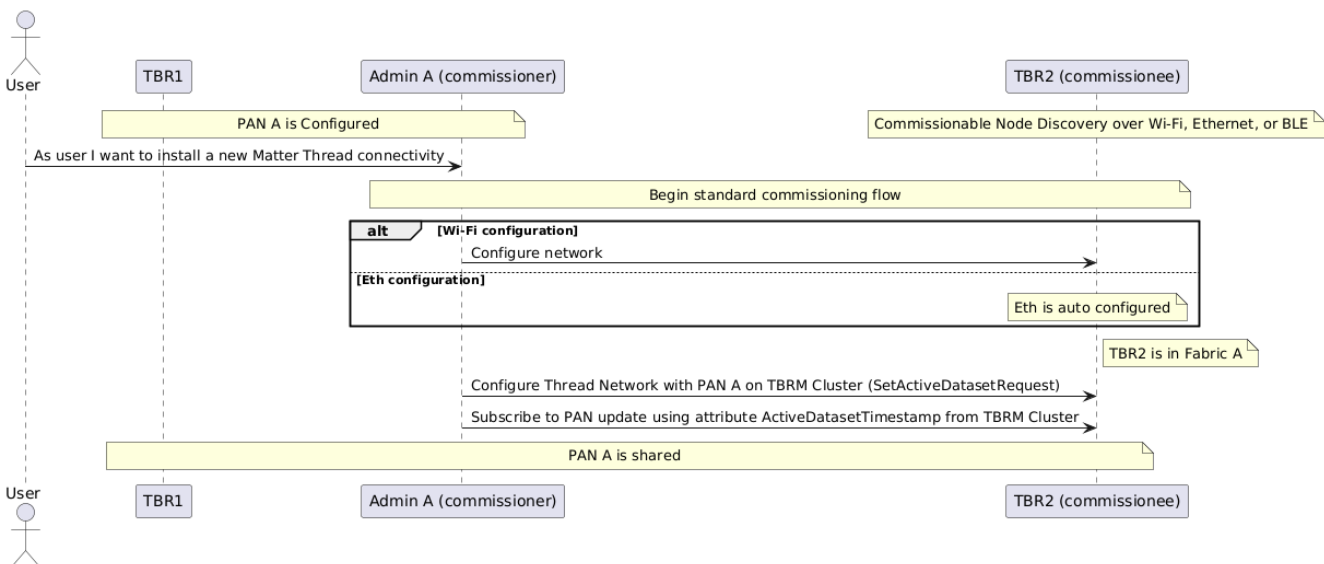 User
TBR1
Admin A (commissioner)
TBR2 (commissionee)
PAN A is Configured
Commissionable Node Discovery over Wi-Fi, Ethernet, or BLE
As user I want to install a new Matter Thread connectivity
Begin standard commissioning flow
alt
[Wi-Fi configuration]
Configure network
[Eth configuration]
Eth is auto configured
TBR2 is in Fabric A
Configure Thread Network with PAN A on TBRM Cluster (SetActiveDatasetRequest)
Subscribe to PAN update using attribute ActiveDatasetTimestamp from TBRM Cluster
PAN A is shared
User
TBR1
Admin A (commissioner)
TBR2 (commissionee)